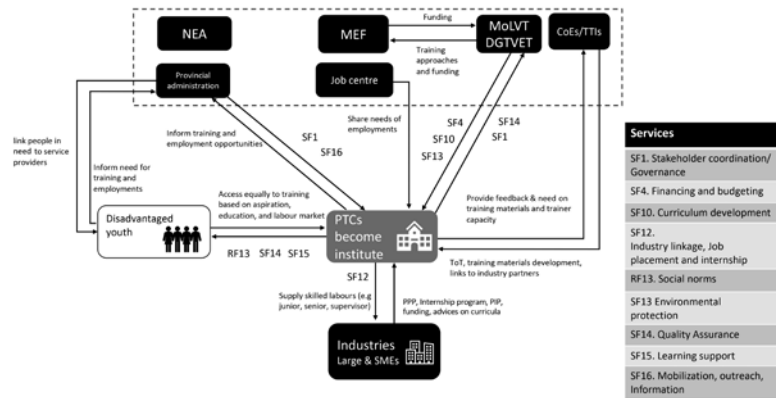 NEA
MEF
Funding
MoLVT
DGTVET
CoEs/TTIs
Training
approaches
and funding
Provincial
administration
Job centre
link people in
need to service
providers
Inform need for
training and
employments
Inform training and
employment opportunities
SF1
SF16
Share needs of
employments
SF4
SF10
SF13
SF14
SF1
Access equally to training
based on aspiration,
education, and labour market
Disadvantaged
youth
RF13 SF14 SF15
PTCs
become
institute
Provide feedback & need on
training materials and trainer
capacity
ToT, training materials development,
links to industry partners
SF12
Supply skilled labours (e.g
junior, senior, supervisor)
PPP, Internship program, PIP,
funding, advices on curricula
Industries
Large & SMEs
Services
SF1. Stakeholder coordination/
Governance
SF4. Financing and budgeting
SF10. Curriculum development
SF12.
Industry linkage, Job
placement and internship
RF13. Social norms
SF13 Environmental
protection
SF14. Quality Assurance
SF15. Learning support
SF16. Mobilization, outreach,
Information